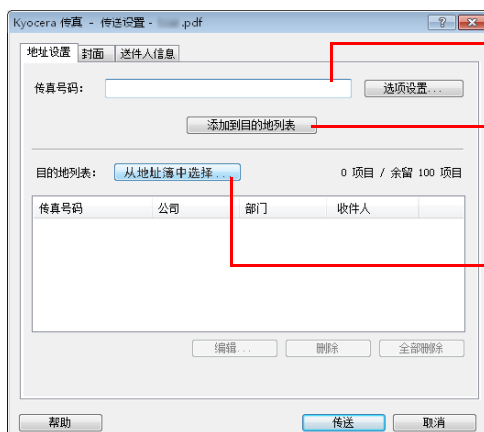 Kyocera 传真 - 传送设置 - .pdf
地址设置 封面 送件人信息
传真号码: 选项设置...
添加到目的地列表
目的地列表: 从地址簿中选择... 0 项目 / 余留 100 项目
传真号码 公司 部门 收件人
编辑... 删除 全部删除
帮助 传送 取消